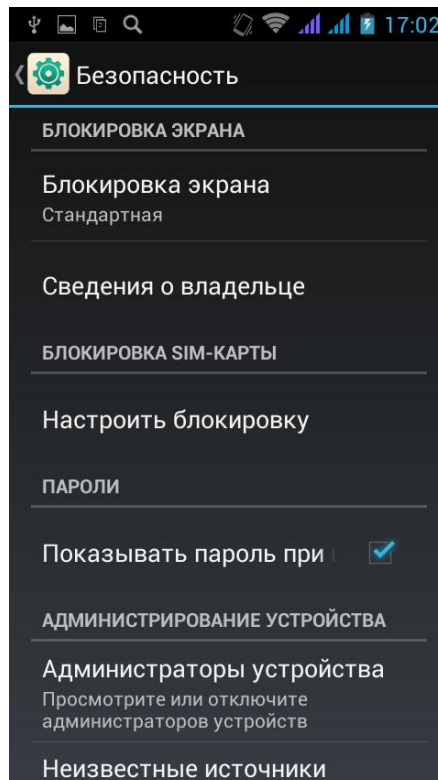 17:02
Безопасность
БЛОКИРОВКА ЭКРАНА
Блокировка экрана
Стандартная
Сведения о владельце
БЛОКИРОВКА SIM-КАРТЫ
Настроить блокировку
ПАРОЛИ
Показывать пароль при
АДМИНИСТРИРОВАНИЕ УСТРОЙСТВА
Администраторы устройства
Просмотрите или отключите
администраторов устройств
Неизвестные источники